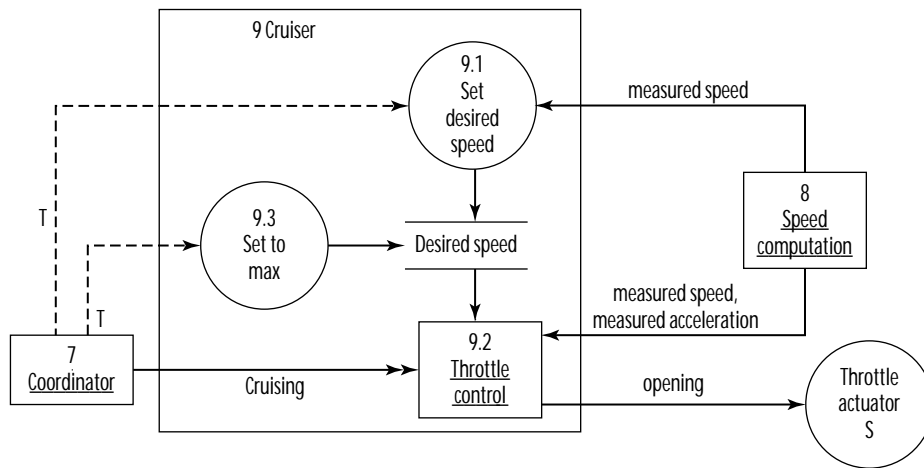 9 Cruiser
9.1
Set
desired
speed
measured speed
T
9.3
Set to
max
Desired speed
8
Speed
computation
T
measured speed,
measured acceleration
7
Coordinator
Cruising
9.2
Throttle
control
opening
Throttle
actuator
S